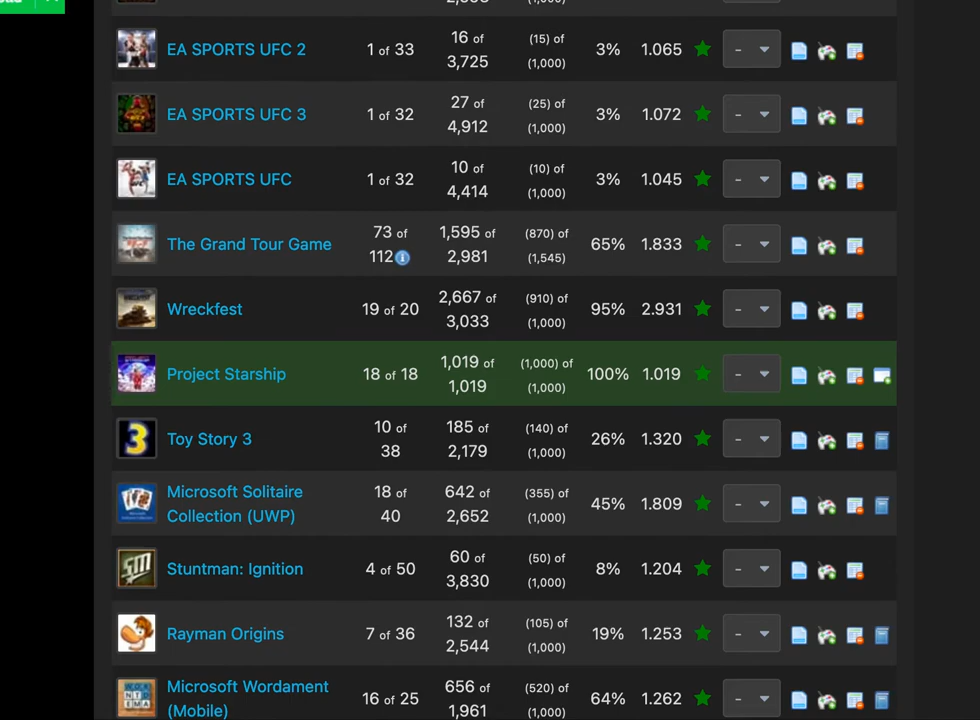 EA SPORTS UFC 2 1 of 33 16 of 3,725 (15) of (1,000) 3% 1.065 -
EA SPORTS UFC 3 1 of 32 27 of 4,912 (25) of (1,000) 3% 1.072 -
EA SPORTS UFC 1 of 32 10 of 4,414 (10) of (1,000) 3% 1.045 -
The Grand Tour Game 73 of 112 1,595 of 2,981 (870) of (1,545) 65% 1.833 -
Wreckfest 19 of 20 2,667 of 3,033 (910) of (1,000) 95% 2.931 -
Project Starship 18 of 18 1,019 of 1,019 (1,000) of (1,000) 100% 1.019 -
Toy Story 3 10 of 38 185 of 2,179 (140) of (1,000) 26% 1.320 -
Microsoft Solitaire Collection (UWP) 18 of 40 642 of 2,652 (355) of (1,000) 45% 1.809 -
Stuntman: Ignition 4 of 50 60 of 3,830 (50) of (1,000) 8% 1.204 -
Rayman Origins 7 of 36 132 of 2,544 (105) of (1,000) 19% 1.253 -
Microsoft Wordament (Mobile) 16 of 25 656 of 1,961 (520) of (1,000) 64% 1.262 -